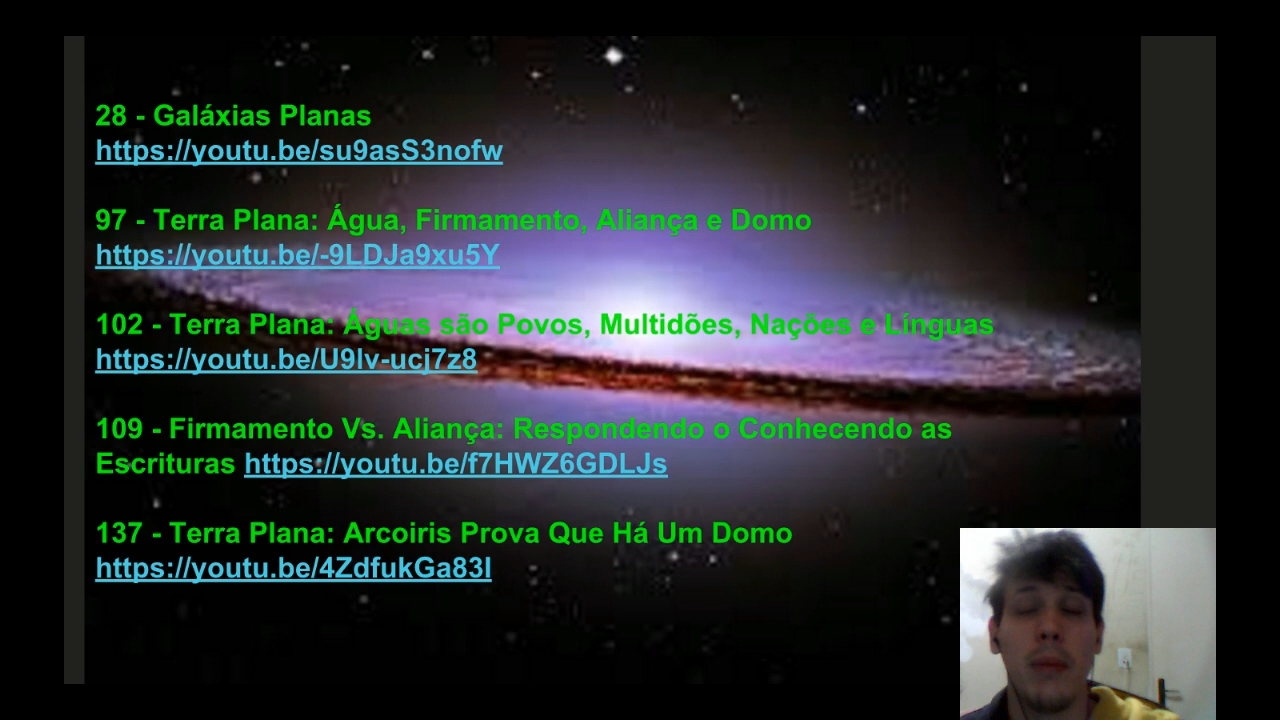 28 - Galáxias Planas
https://youtu.be/su9asS3nofw
97 - Terra Plana: Água, Firmamento, Aliança e Domo
https://youtu.be/-9LDJa9xu5Y
102 - Terra Plana: Águas são Povos, Multidões, Nações e Línguas
https://youtu.be/U9lv-ucj7z8
109 - Firmamento Vs. Aliança: Respondendo o Conhecendo as
Escrituras https://youtu.be/f7HWZ6GDLJs
137 - Terra Plana: Arcoiris Prova Que Há Um Domo
https://youtu.be/4ZdfukGa83I